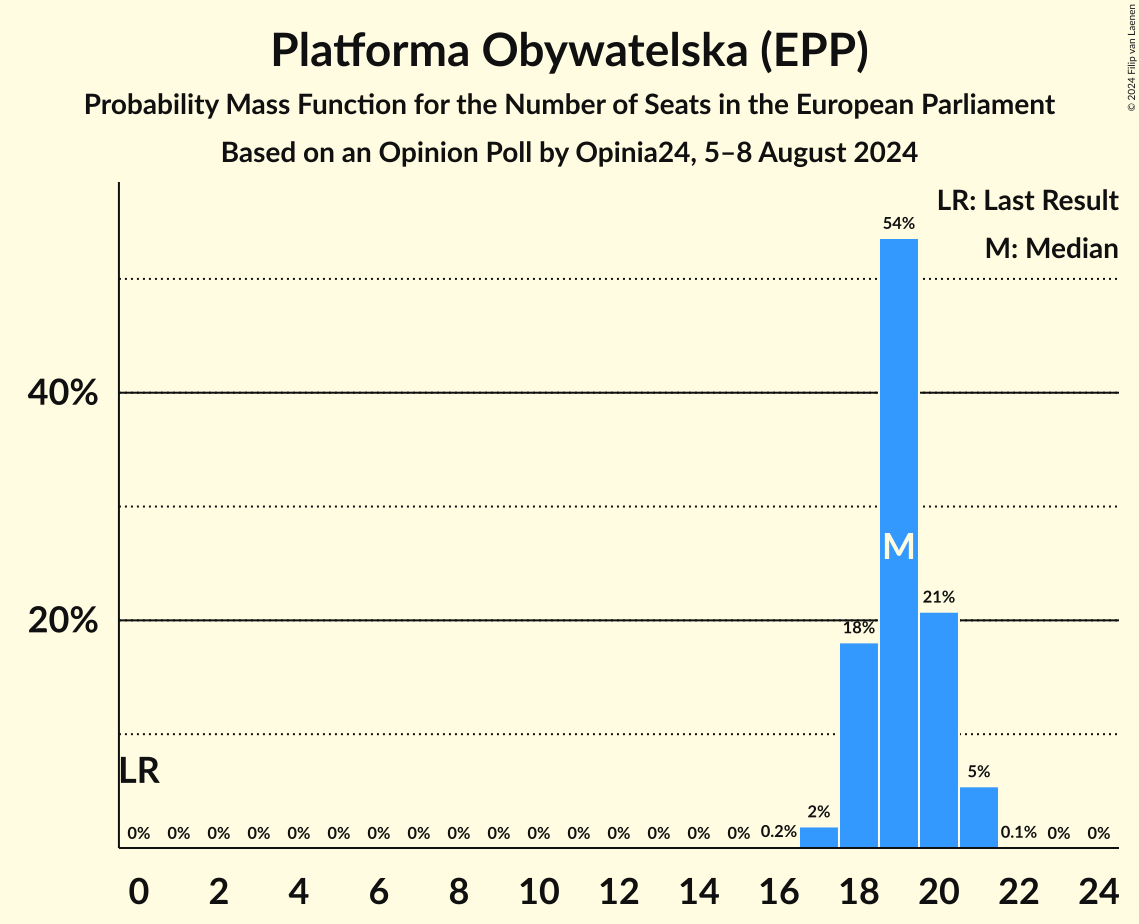 Platforma Obywatelska (EPP)
Probability Mass Function for the Number of Seats in the European Parliament
Based on an Opinion Poll by Opinia24, 5–8 August 2024
© 2024 Filip van Laenen
LR: Last Result
M: Median
54%
40%
M
21%
20%
18%
LR
5%
2%
0% 0% 0% 0% 0% 0% 0% 0% 0% 0% 0% 0% 0% 0% 0% 0% 0.2% 0.1% 0% 0%
0 2 4 6 8 10 12 14 16 18 20 22 24